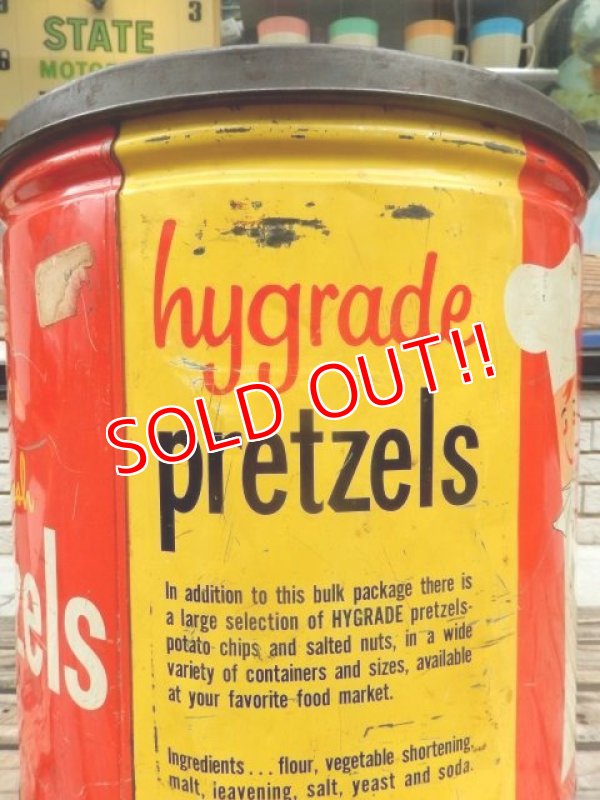 STATE
3
hygrade
pretzels
SOLD OUT!!
els
In addition to this bulk package there is
a large selection of HYGRADE pretzels-
potato chips and salted nuts, in a wide
variety of containers and sizes, available
at your favorite food market.
Ingredients... flour, vegetable shortening,
malt, leavening, salt, yeast and soda.